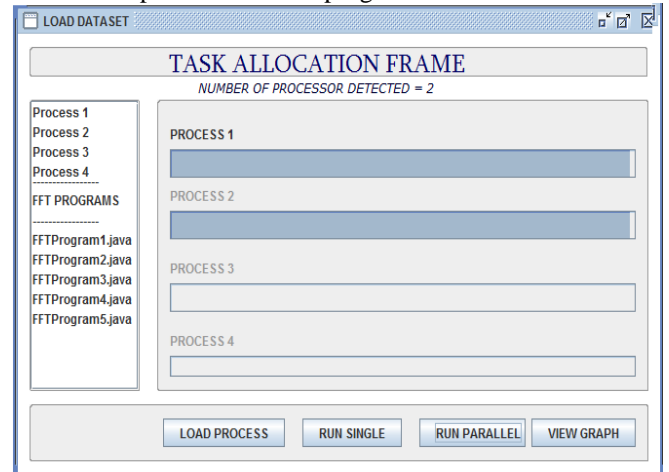 LOAD DATASET
TASK ALLOCATION FRAME
NUMBER OF PROCESSOR DETECTED = 2
Process 1
Process 2
Process 3
Process 4
-----------------
FFT PROGRAMS
-----------------
FFTProgram1.java
FFTProgram2.java
FFTProgram3.java
FFTProgram4.java
FFTProgram5.java
PROCESS 1
PROCESS 2
PROCESS 3
PROCESS 4
LOAD PROCESS RUN SINGLE RUN PARALLEL VIEW GRAPH